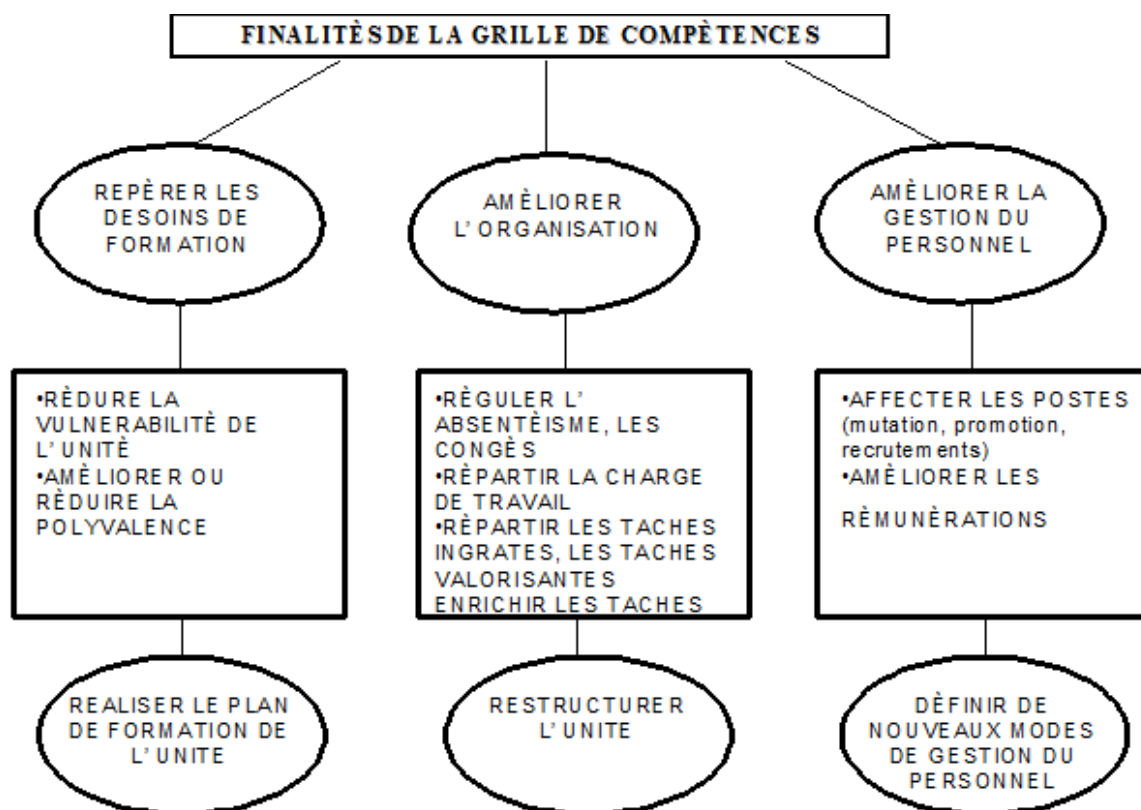 FINALITÈS DE LA GRILLE DE COMPÈTENCES
REPÈRER LES
DESOINS DE
FORMATION
AMÈLIORER
L' ORGANISATION
AMÈLIORER LA
GESTION DU
PERSONNEL
•RÈDURE LA
VULNERABILITÉ DE
L' UNITÈ
•AMÈLIORER OU
RÈDUIRE LA
POLYVALENCE
•RÈGULER L'
ABSENTÈISME, LES
CONGÈS
•RÈPARTIR LA CHARGE
DE TRAVAIL
•RÈPARTIR LES TACHES
INGRATES, LES TACHES
VALORISANTES
ENRICHIR LES TACHES
•AFFECTER LES POSTES
(mutation, promotion,
recrutements)
•AMÈLIORER LES
RÈMUNÈRATIONS
REALISER LE PLAN
DE FORMATION DE
L' UNITE
RESTRUCTURER
L' UNITE
DÈFINIR DE
NOUVEAUX MODES
DE GESTION DU
PERSONNEL